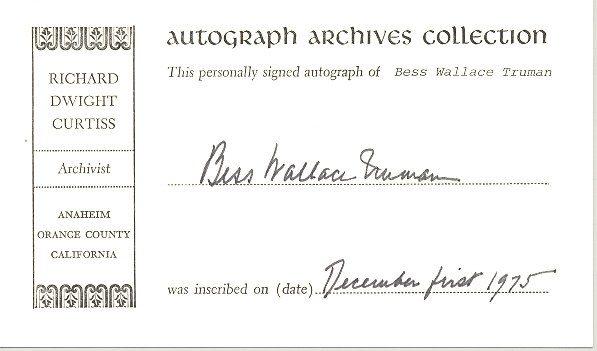 AUTOGRAPH ARCHIVES COLLECTION
This personally signed autograph of Bess Wallace Truman
Bess Wallace Truman
was inscribed on (date) December first 1975
RICHARD
DWIGHT
CURTISS
Archivist
ANAHEIM
ORANGE COUNTY
CALIFORNIA